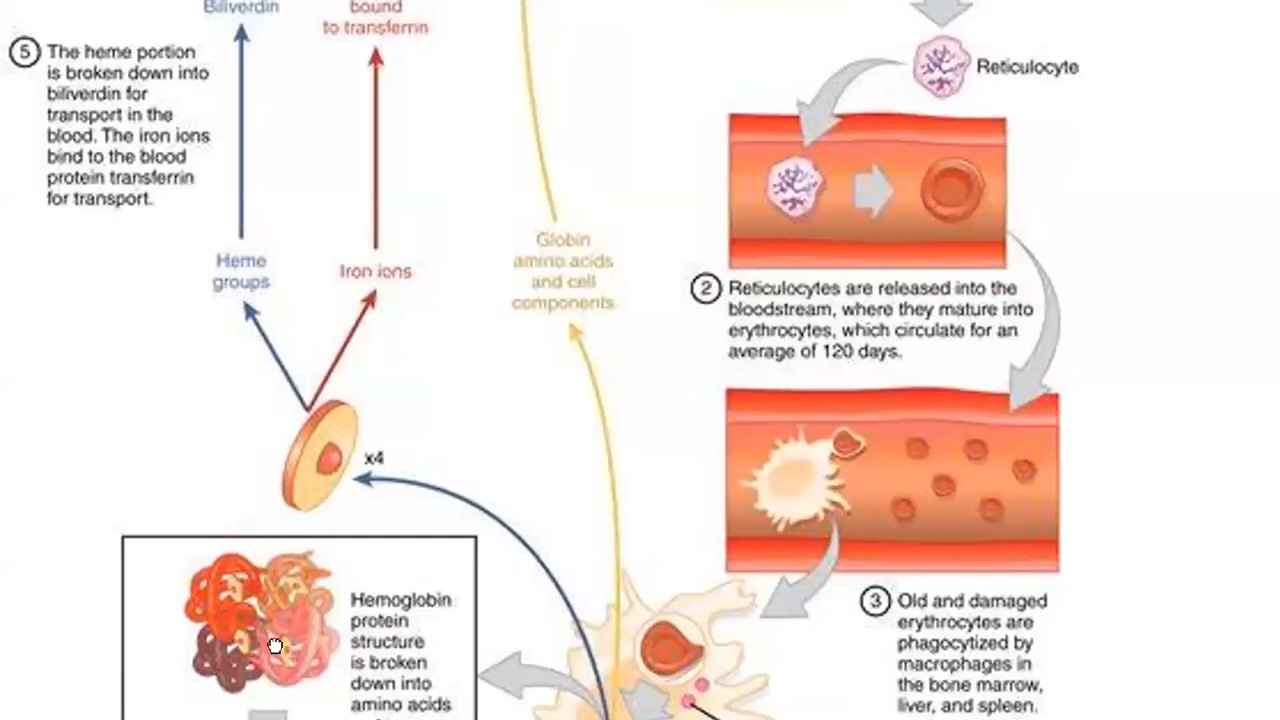 Biliverdin
bound
to transferrin
5
The heme portion
is broken down into
biliverdin for
transport in the
blood. The iron ions
bind to the blood
protein transferrin
for transport.
Heme
groups
Iron ions
Globin
amino acids
and cell
components
x4
Hemoglobin
protein
structure
is broken
down into
amino acids
Reticulocyte
2
Reticulocytes are released into the
bloodstream, where they mature into
erythrocytes, which circulate for an
average of 120 days.
3
Old and damaged
erythrocytes are
phagocytized by
macrophages in
the bone marrow,
liver, and spleen.